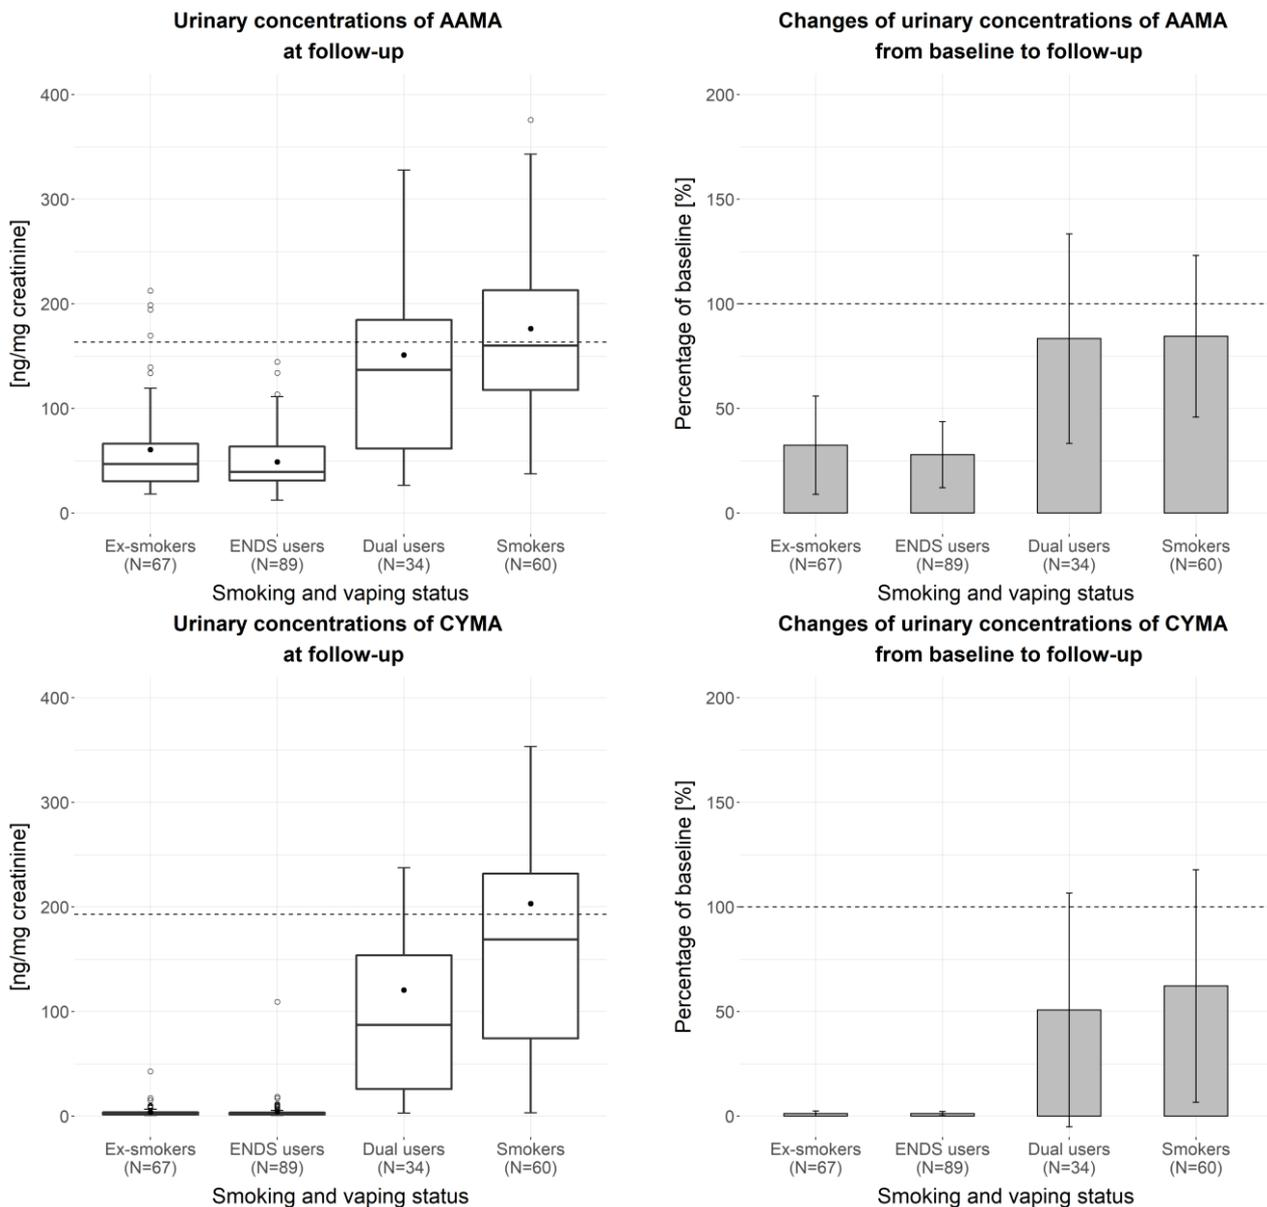 Urinary concentrations of AAMA
at follow-up
400
300
200
100
0
[ng/mg creatinine]
Ex-smokers
(N=67)
ENDS users
(N=89)
Dual users
(N=34)
Smokers
(N=60)
Smoking and vaping status
Changes of urinary concentrations of AAMA
from baseline to follow-up
200
150
100
50
0
Percentage of baseline [%]
Ex-smokers
(N=67)
ENDS users
(N=89)
Dual users
(N=34)
Smokers
(N=60)
Smoking and vaping status
Urinary concentrations of CYMA
at follow-up
400
300
200
100
0
[ng/mg creatinine]
Ex-smokers
(N=67)
ENDS users
(N=89)
Dual users
(N=34)
Smokers
(N=60)
Smoking and vaping status
Changes of urinary concentrations of CYMA
from baseline to follow-up
200
150
100
50
0
Percentage of baseline [%]
Ex-smokers
(N=67)
ENDS users
(N=89)
Dual users
(N=34)
Smokers
(N=60)
Smoking and vaping status